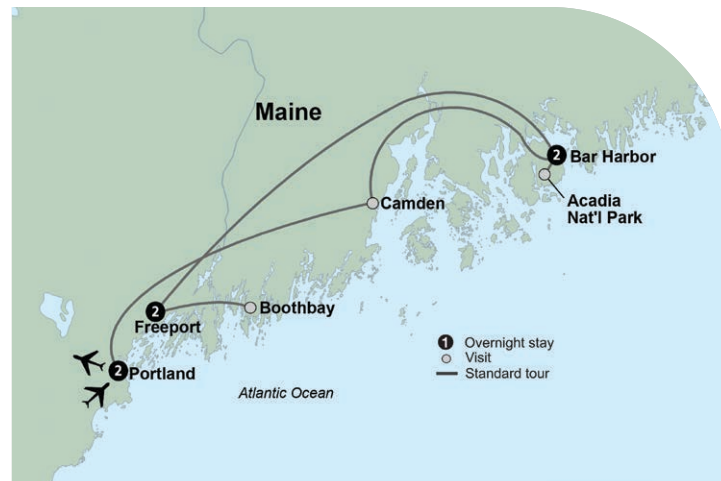 Maine
2
Bar Harbor
Acadia
Nat'l Park
Camden
2
Freeport
Boothbay
2
Portland
Atlantic Ocean
1 Overnight stay
Visit
Standard tour